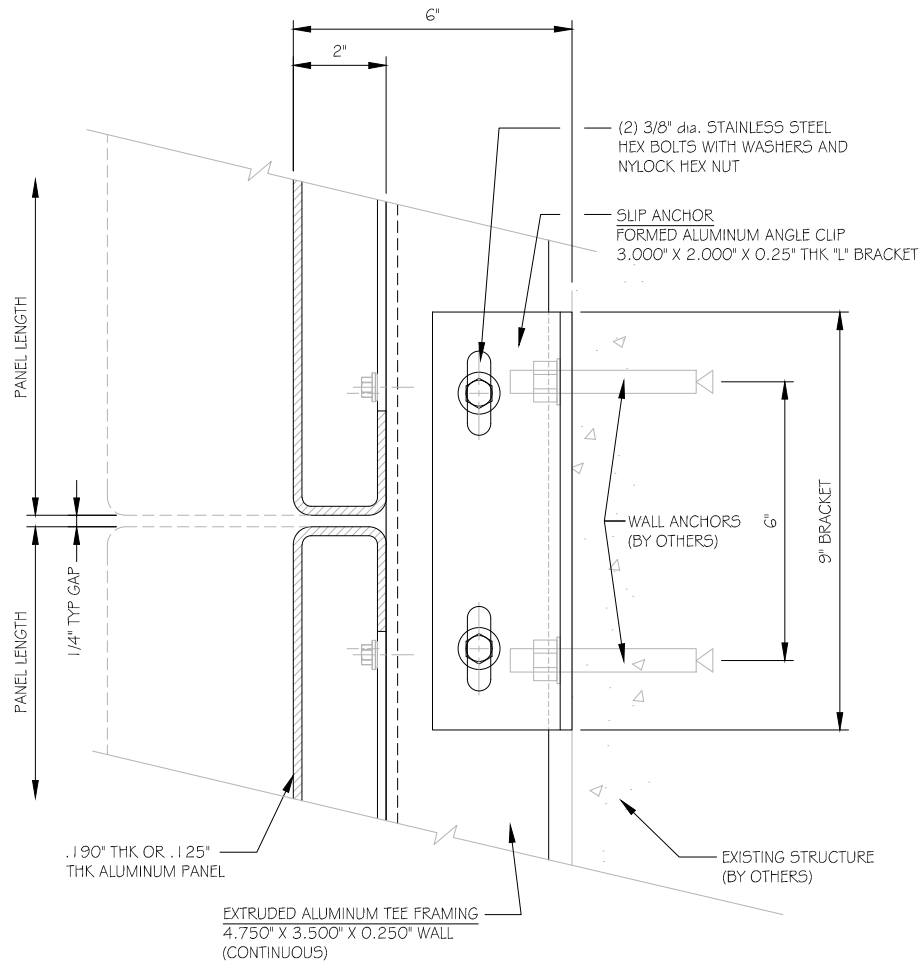 6"
2"
(2) 3/8" dia. STAINLESS STEEL
HEX BOLTS WITH WASHERS AND
NYLOCK HEX NUT
SLIP ANCHOR
FORMED ALUMINUM ANGLE CLIP
3.000" X 2.000" X 0.25" THK "L" BRACKET
PANEL LENGTH
1/4" TYP GAP
PANEL LENGTH
WALL ANCHORS
(BY OTHERS)
6"
9" BRACKET
.190" THK OR .125"
THK ALUMINUM PANEL
EXISTING STRUCTURE
(BY OTHERS)
EXTRUDED ALUMINUM TEE FRAMING
4.750" X 3.500" X 0.250" WALL
(CONTINUOUS)